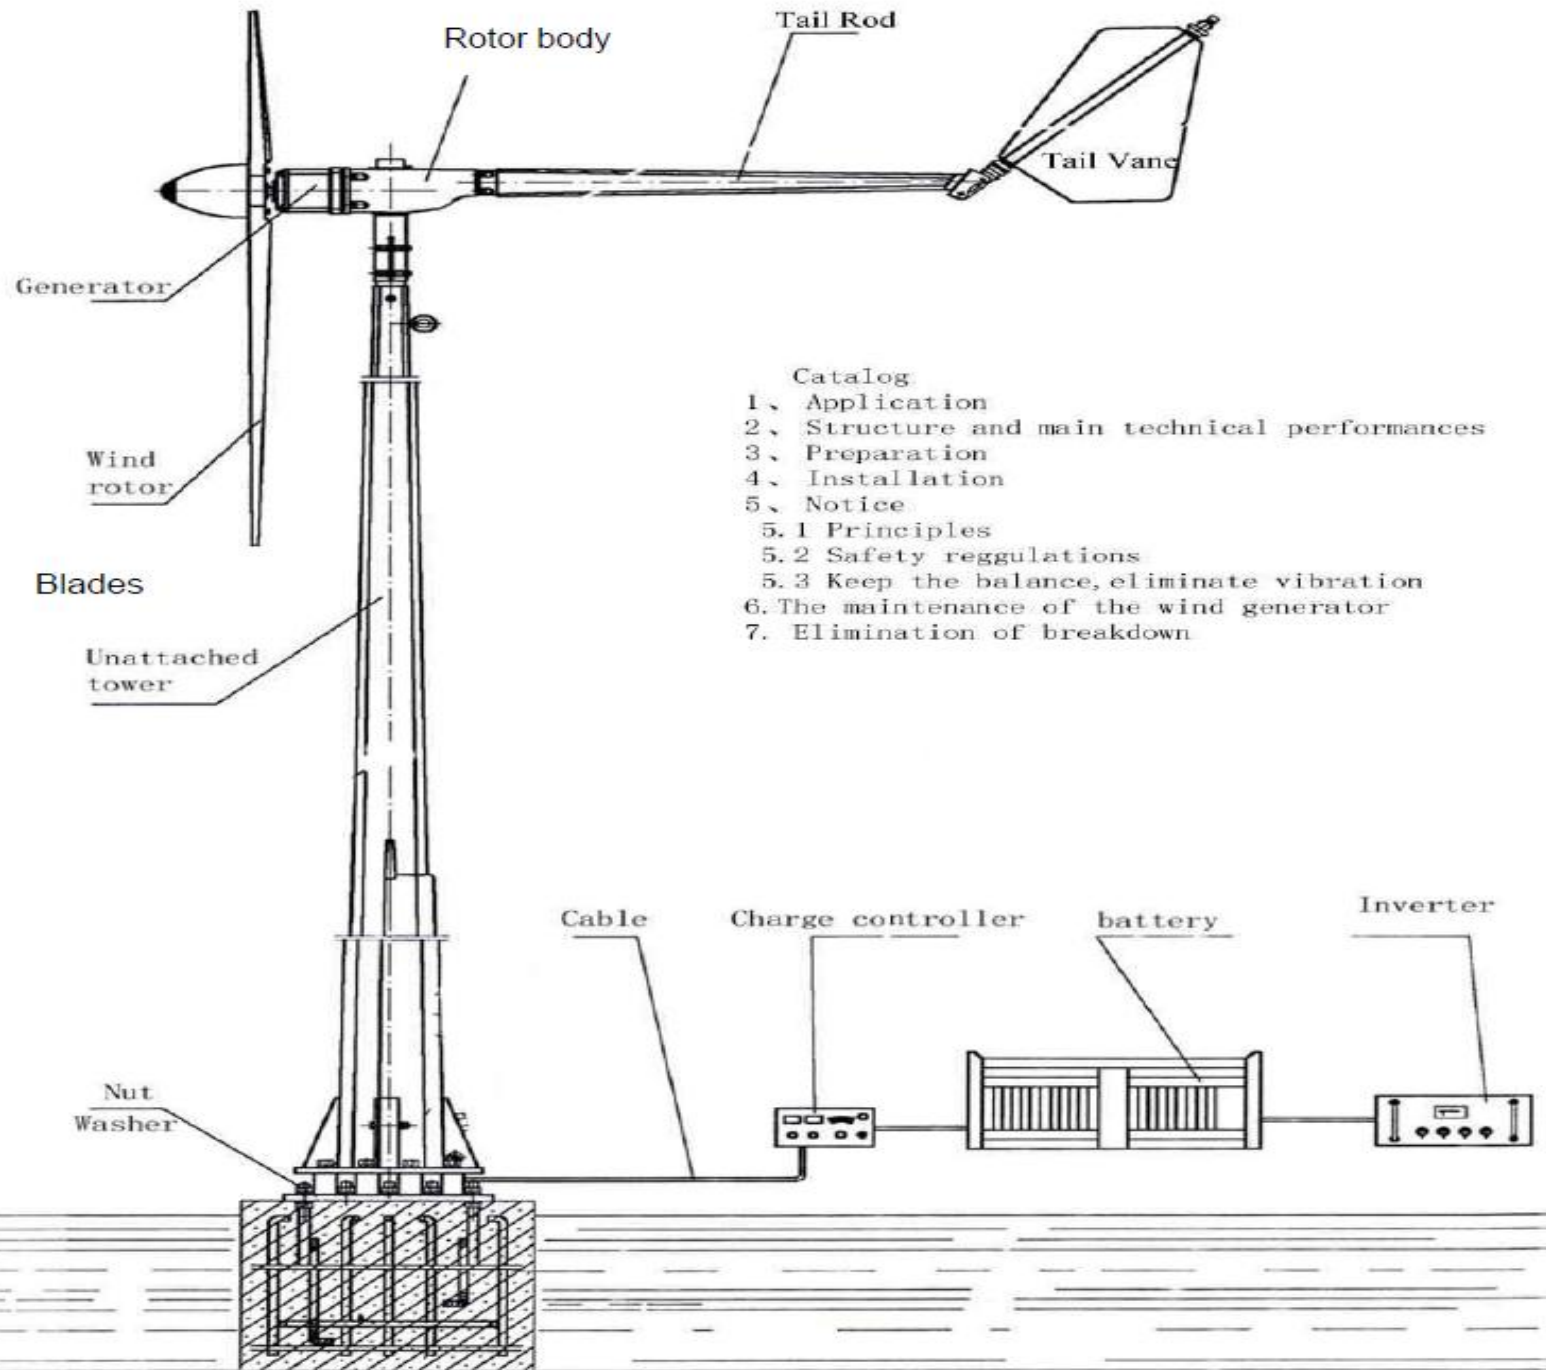 Tail Rod
Rotor body
Tail Vane
Generator
Catalog
1、 Application
2、 Structure and main technical performances
3、 Preparation
4、 Installation
5、 Notice
5.1 Principles
5.2 Safety reggulations
5.3 Keep the balance,eliminate vibration
6.The maintenance of the wind generator
7. Elimination of breakdown
Wind
rotor
Blades
Unattached
tower
Cable
Charge controller
battery
Inverter
Nut
Washer